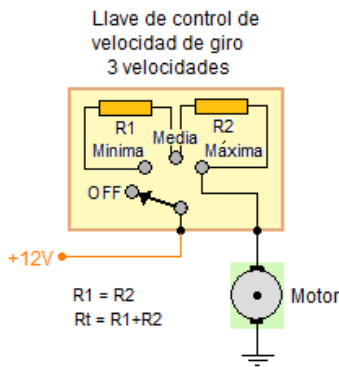 Llave de control de
velocidad de giro
3 velocidades
R1
R2
Media
Minima
Máxima
OFF
+12V
R1 = R2
Rt = R1+R2
Motor